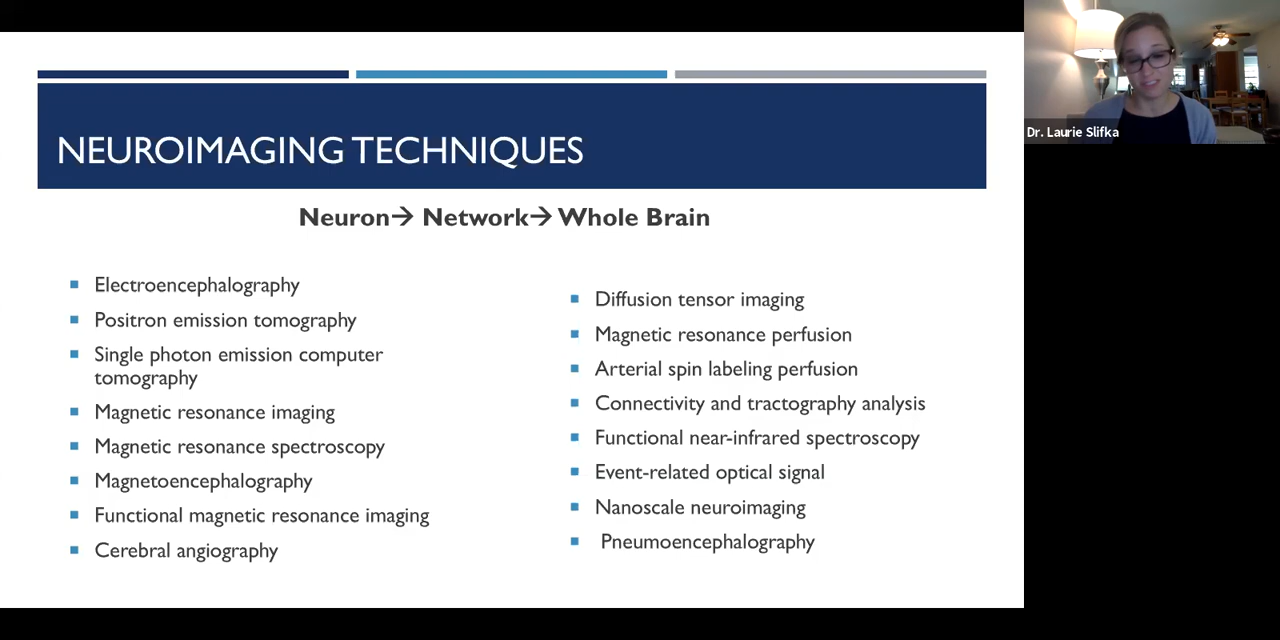 NEUROIMAGING TECHNIQUES
Neuron→ Network→ Whole Brain
Electroencephalography
Positron emission tomography
Single photon emission computer
tomography
Magnetic resonance imaging
Magnetic resonance spectroscopy
Magnetoencephalography
Functional magnetic resonance imaging
Cerebral angiography
Diffusion tensor imaging
Magnetic resonance perfusion
Arterial spin labeling perfusion
Connectivity and tractography analysis
Functional near-infrared spectroscopy
Event-related optical signal
Nanoscale neuroimaging
Pneumoencephalography
Dr. Laurie Slifka